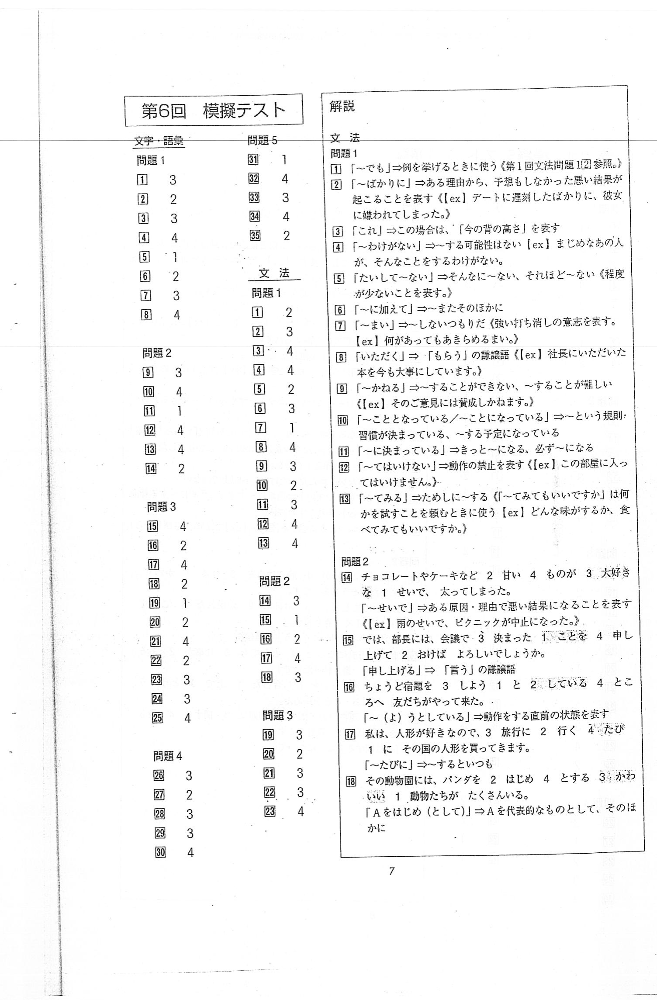 第6回 模擬テスト
文字・語彙
問題1
1 3
2 2
3 3
4 4
5 1
6 2
7 3
8 4
問題2
9 3
10 4
11 1
12 4
13 4
14 2
問題3
15 4
16 2
17 4
18 2
19 1
20 2
21 4
22 2
23 3
24 3
25 4
問題4
26 3
27 2
28 3
29 3
30 4
問題5
31 1
32 4
33 3
34 4
35 2
文 法
問題1
1 2
2 3
3 4
4 4
5 2
6 3
7 1
8 4
9 3
10 2
11 3
12 4
13 4
問題2
14 3
15 1
16 2
17 4
18 3
問題3
19 3
20 2
21 3
22 3
23 4
解説
文 法
問題1
1 「～でも」⇒例を挙げるときに使う《第1回文法問題1 2 参照。》
2 「～ばかりに」⇒ある理由から、予想もしなかった悪い結果が
起こることを表す《【ex】デートに遅刻したばかりに、彼女
に嫌われてしまった。》
3 「これ」⇒この場合は、「今の背の高さ」を表す
4 「～わけがない」⇒～する可能性はない【ex】まじめなあの人
が、そんなことをするわけがない。
5 「たいして～ない」⇒そんなに～ない、それほど～ない《程度
が少ないことを表す。》
6 「～に加えて」⇒～またそのほかに
7 「～まい」⇒～しないつもりだ《強い打ち消しの意志を表す。
【ex】何があってもあきらめるまい。》
8 「いただく」⇒「もらう」の謙譲語《【ex】社長にいただいた
本を今も大事にしています。》
9 「～かねる」⇒～することができない、～することが難しい
《【ex】そのご意見には賛成しかねます。》
10 「～こととなっている／～ことになっている」⇒～という規則・
習慣が決まっている、～する予定になっている
11 「～に決まっている」⇒きっと～になる、必ず～になる
12 「～てはいけない」⇒動作の禁止を表す《【ex】この部屋に入っ
てはいけません。》
13 「～てみる」⇒ためしに～する《「～てみてもいいですか」は何
かを試すことを頼むときに使う【ex】どんな味がするか、食
べてみてもいいですか。》
問題2
14 チョコレートやケーキなど 2 甘い 4 ものが 3 大好き
な 1 せいで、 太ってしまった。
「～せいで」⇒ある原因・理由で悪い結果になることを表す
《【ex】雨のせいで、ピクニックが中止になった。》
15 では、部長には、会議で 3 決まった 1 ことを 4 申し
上げて 2 おけば よろしいでしょうか。
「申し上げる」⇒「言う」の謙譲語
16 ちょうど宿題を 3 しよう 1 と 2 している 4 とこ
ろへ 友だちがやって来た。
「～（よ）うとしている」⇒動作をする直前の状態を表す
17 私は、人形が好きなので、3 旅行に 2 行く 4 たび
1 に その国の人形を買ってきます。
「～たびに」⇒～するといつも
18 その動物園には、パンダを 2 はじめ 4 とする 3 かわ
いい 1 動物たちが たくさんいる。
「Aをはじめ（として）」⇒Aを代表的なものとして、そのほ
かに
7